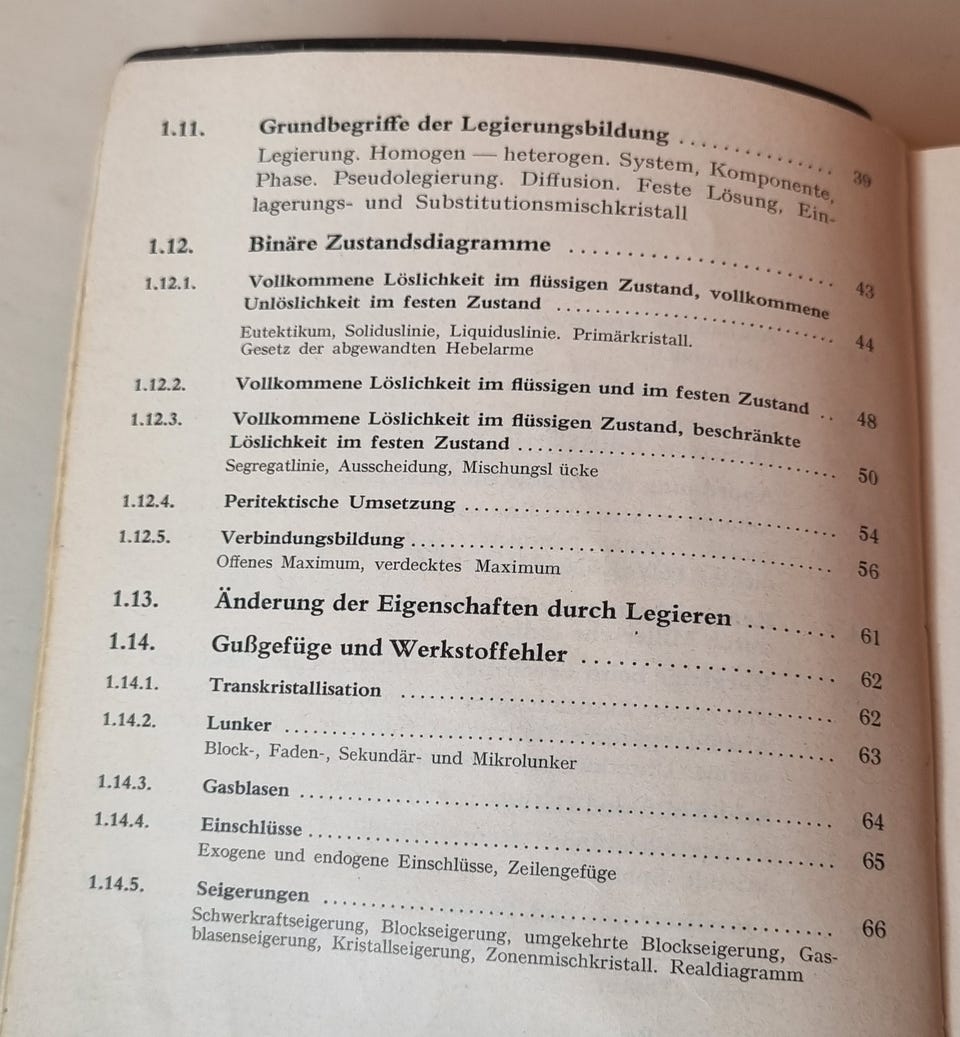 1.11. Grundbegriffe der Legierungsbildung . . . . . . . . . . . . . . . 39
Legierung. Homogen — heterogen. System, Komponente,
Phase. Pseudolegierung. Diffusion. Feste Lösung, Ein-
lagerungs- und Substitutionsmischkristall
1.12. Binäre Zustandsdiagramme . . . . . . . . . . . . . . . . . . . . . . . . 43
1.12.1. Vollkommene Löslichkeit im flüssigen Zustand, vollkommene
Unlöslichkeit im festen Zustand . . . . . . . . . . . . . . . . . . . . . . . . 44
Eutektikum, Soliduslinie, Liquiduslinie. Primärkristall.
Gesetz der abgewandten Hebelarme
1.12.2. Vollkommene Löslichkeit im flüssigen und im festen Zustand . . 48
1.12.3. Vollkommene Löslichkeit im flüssigen Zustand, beschränkte
Löslichkeit im festen Zustand . . . . . . . . . . . . . . . . . . . . . . . . . . . . 50
Segregatlinie, Ausscheidung, Mischungsl ücke
1.12.4. Peritektische Umsetzung . . . . . . . . . . . . . . . . . . . . . . . . . . . . . . . . 54
1.12.5. Verbindungsbildung . . . . . . . . . . . . . . . . . . . . . . . . . . . . . . . . . . . . 56
Offenes Maximum, verdecktes Maximum
1.13. Änderung der Eigenschaften durch Legieren . . . . . . . . 61
1.14. Gußgefüge und Werkstoffehler . . . . . . . . . . . . . . . . . . . . . . 62
1.14.1. Transkristallisation . . . . . . . . . . . . . . . . . . . . . . . . . . . . . . . . . . . . . 62
1.14.2. Lunker . . . . . . . . . . . . . . . . . . . . . . . . . . . . . . . . . . . . . . . . . . . . . . . 63
Block-, Faden-, Sekundär- und Mikrolunker
1.14.3. Gasblasen . . . . . . . . . . . . . . . . . . . . . . . . . . . . . . . . . . . . . . . . . . . . . 64
1.14.4. Einschlüsse . . . . . . . . . . . . . . . . . . . . . . . . . . . . . . . . . . . . . . . . . . . . 65
Exogene und endogene Einschlüsse, Zeilengefüge
1.14.5. Seigerungen . . . . . . . . . . . . . . . . . . . . . . . . . . . . . . . . . . . . . . . . . . . 66
Schwerkraftseigerung, Blockseigerung, umgekehrte Blockseigerung, Gas-
blasenseigerung, Kristallseigerung, Zonenmischkristall. Realdiagramm